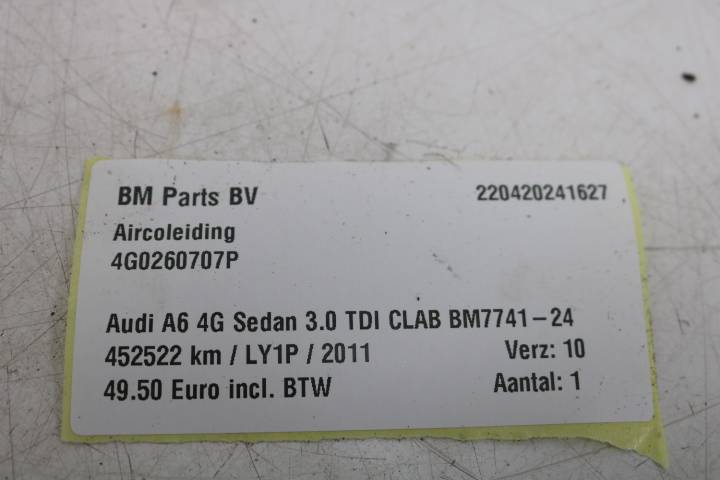 BM Parts BV 220420241627
Aircoleiding
4G0260707P
Audi A6 4G Sedan 3.0 TDI CLAB BM7741-24
452522 km / LY1P / 2011 Verz: 10
49.50 Euro incl. BTW Aantal: 1